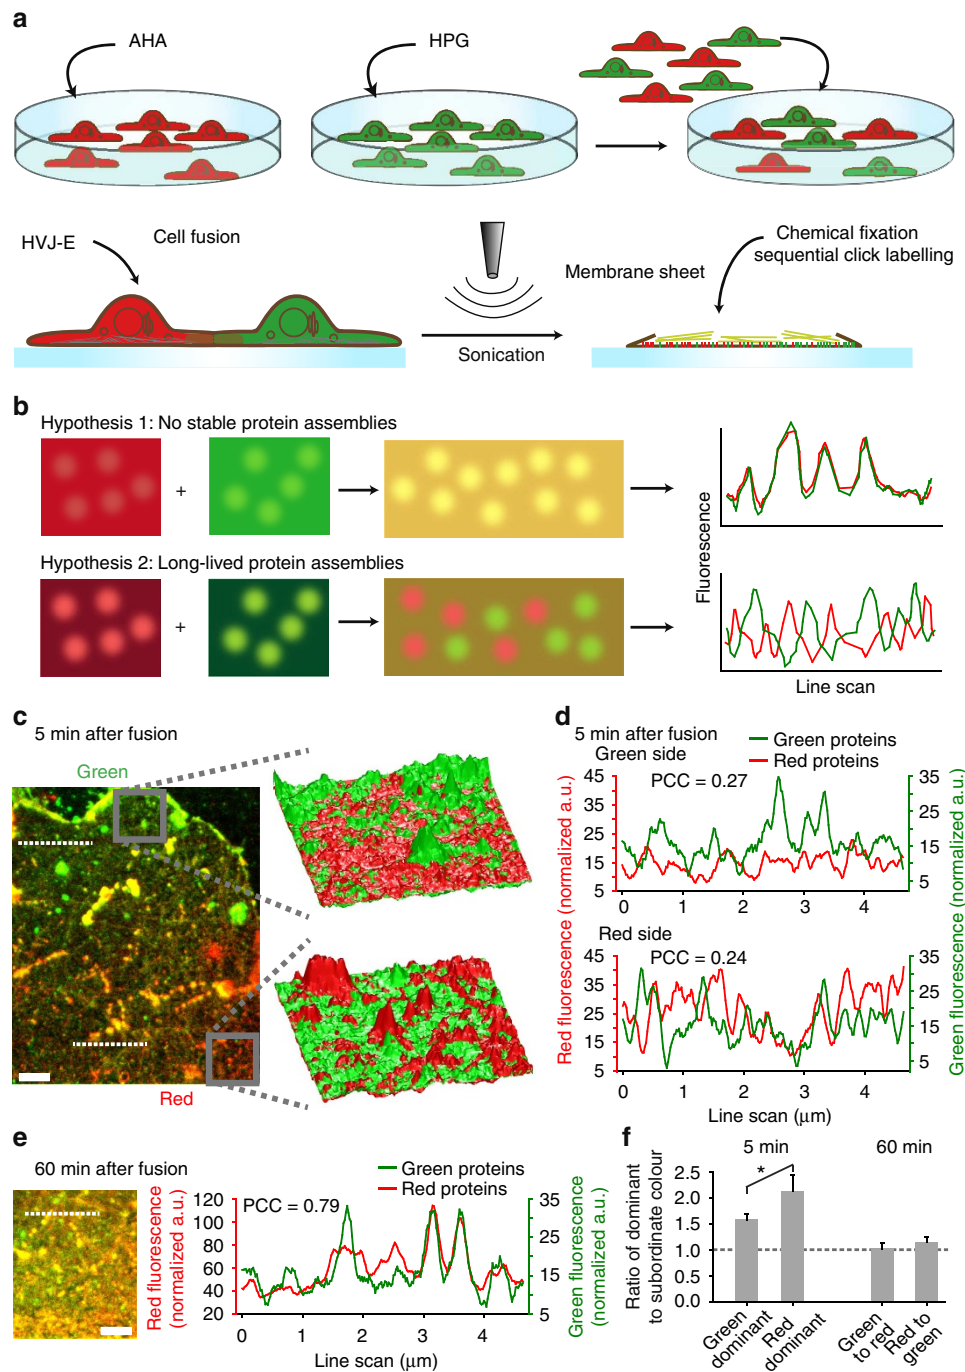 a
AHA
HPG
HVJ-E
Cell fusion
Sonication
Membrane sheet
Chemical fixation
sequential click labelling
b
Hypothesis 1: No stable protein assemblies
+
Hypothesis 2: Long-lived protein assemblies
+
Fluorescence
Line scan
c
5 min after fusion
Green
Red
d
5 min after fusion
Green side
Green proteins
Red proteins
PCC = 0.27
Red fluorescence (normalized a.u.)
45
35
25
15
5
35
25
15
5
Green fluorescence (normalized a.u.)
0 1 2 3 4
Red side
PCC = 0.24
45
35
25
15
5
35
25
15
5
0 1 2 3 4
Line scan (μm)
e
60 min after fusion
Green proteins
Red proteins
PCC = 0.79
Red fluorescence
(normalized a.u.)
120
100
80
60
40
20
35
25
15
5
Green fluorescence
(normalized a.u.)
0 1 2 3 4
Line scan (μm)
f
5 min
60 min
*
Ratio of dominant
to subordinate colour
2.5
2.0
1.5
1.0
0.5
0.0
Green
dominant
Red
dominant
Green
to red
Red to
green